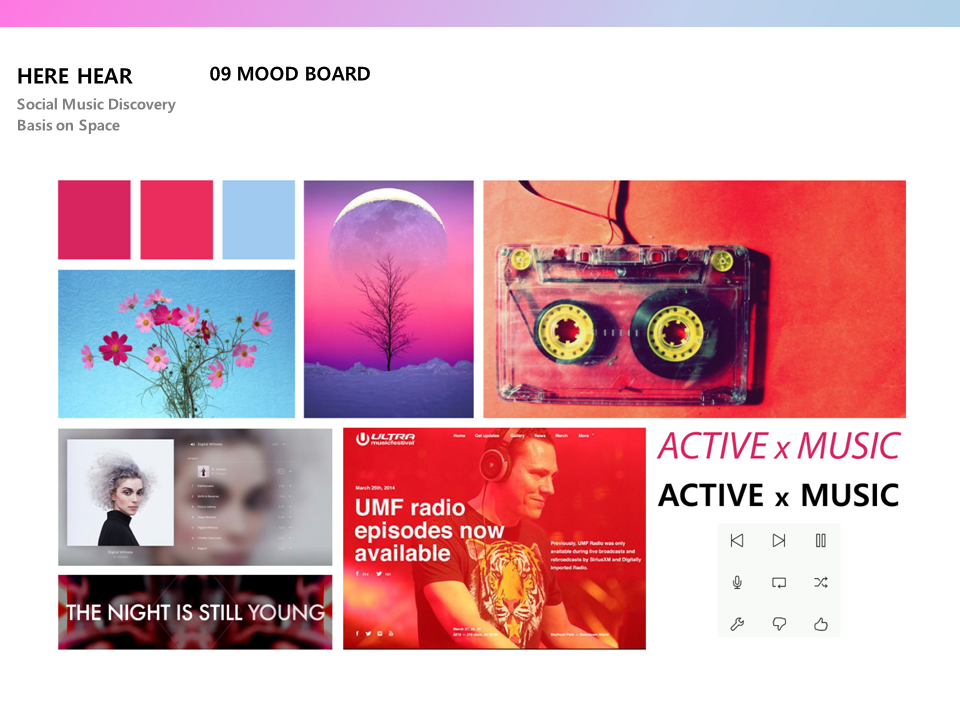 HERE HEAR
Social Music Discovery
Basis on Space
09 MOOD BOARD
Digital Witness
Digital Witness
THE NIGHT IS STILL YOUNG
ULTRA
musicfestival
Home Get updates Gallery News Merch More
March 25th, 2014
UMF radio
episodes now
available
Previously, UMF Radio was only
available during live broadcasts and
rebroadcasts by SiriusXM and Digitally
Imported Radio.
ACTIVE x MUSIC
ACTIVE x MUSIC